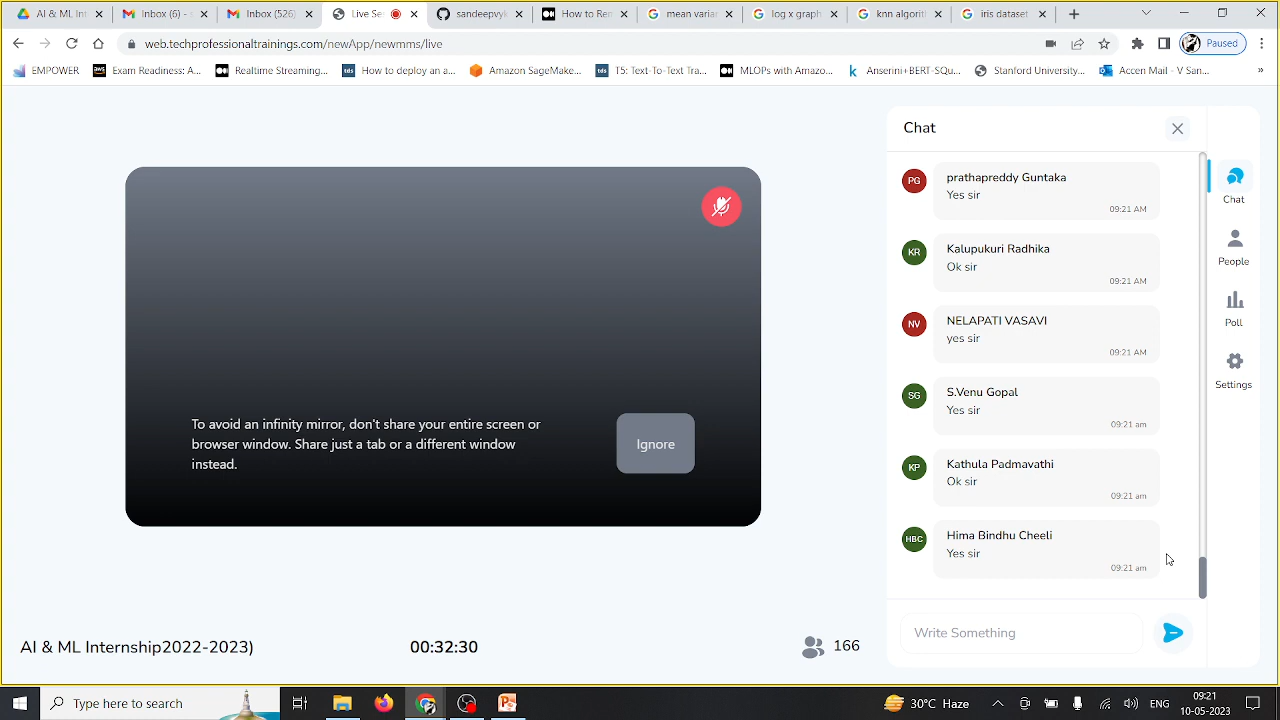 AI & ML Int
Inbox (6) - s
Inbox (526)
Live Ses
sandeepvyk
How to Ren
mean varian
log x graph
knn algorith
iris dataset
web.techprofessionaltrainings.com/newApp/newmms/live
Paused
EMPOWER
Exam Readiness: A...
Realtime Streaming...
How to deploy an a...
Amazon SageMake...
T5: Text-To-Text Tra...
MLOPs with Amazo...
Anserini+BERT-SQu...
Stanford University...
Accen Mail - V San...
»
Chat
PG
prathapreddy Guntaka
Yes sir
09:21 AM
KR
Kalupukuri Radhika
Ok sir
09:21 AM
NV
NELAPATI VASAVI
yes sir
09:21 AM
SG
S.Venu Gopal
Yes sir
09:21 am
KP
Kathula Padmavathi
Ok sir
09:21 am
HBC
Hima Bindhu Cheeli
Yes sir
09:21 am
Write Something
Chat
People
Poll
Settings
To avoid an infinity mirror, don't share your entire screen or
browser window. Share just a tab or a different window
instead.
Ignore
AI & ML Internship2022-2023)
00:32:30
166
Type here to search
30°C Haze
ENG
09:21
10-05-2023